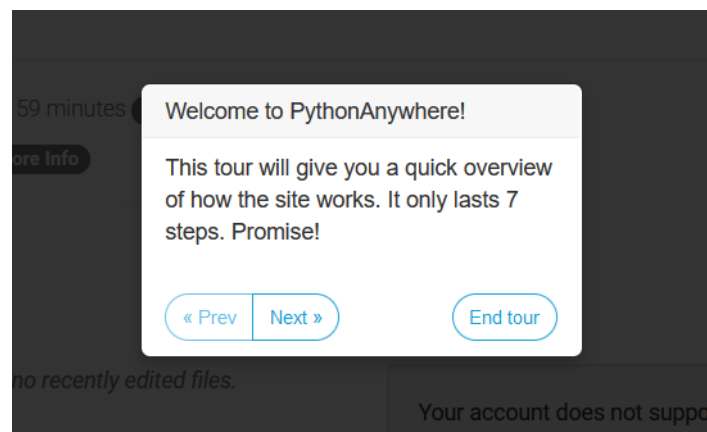 59 minutes
Welcome to PythonAnywhere!
ore Info
This tour will give you a quick overview
of how the site works. It only lasts 7
steps. Promise!
« Prev Next » End tour
no recently edited files.
Your account does not suppo